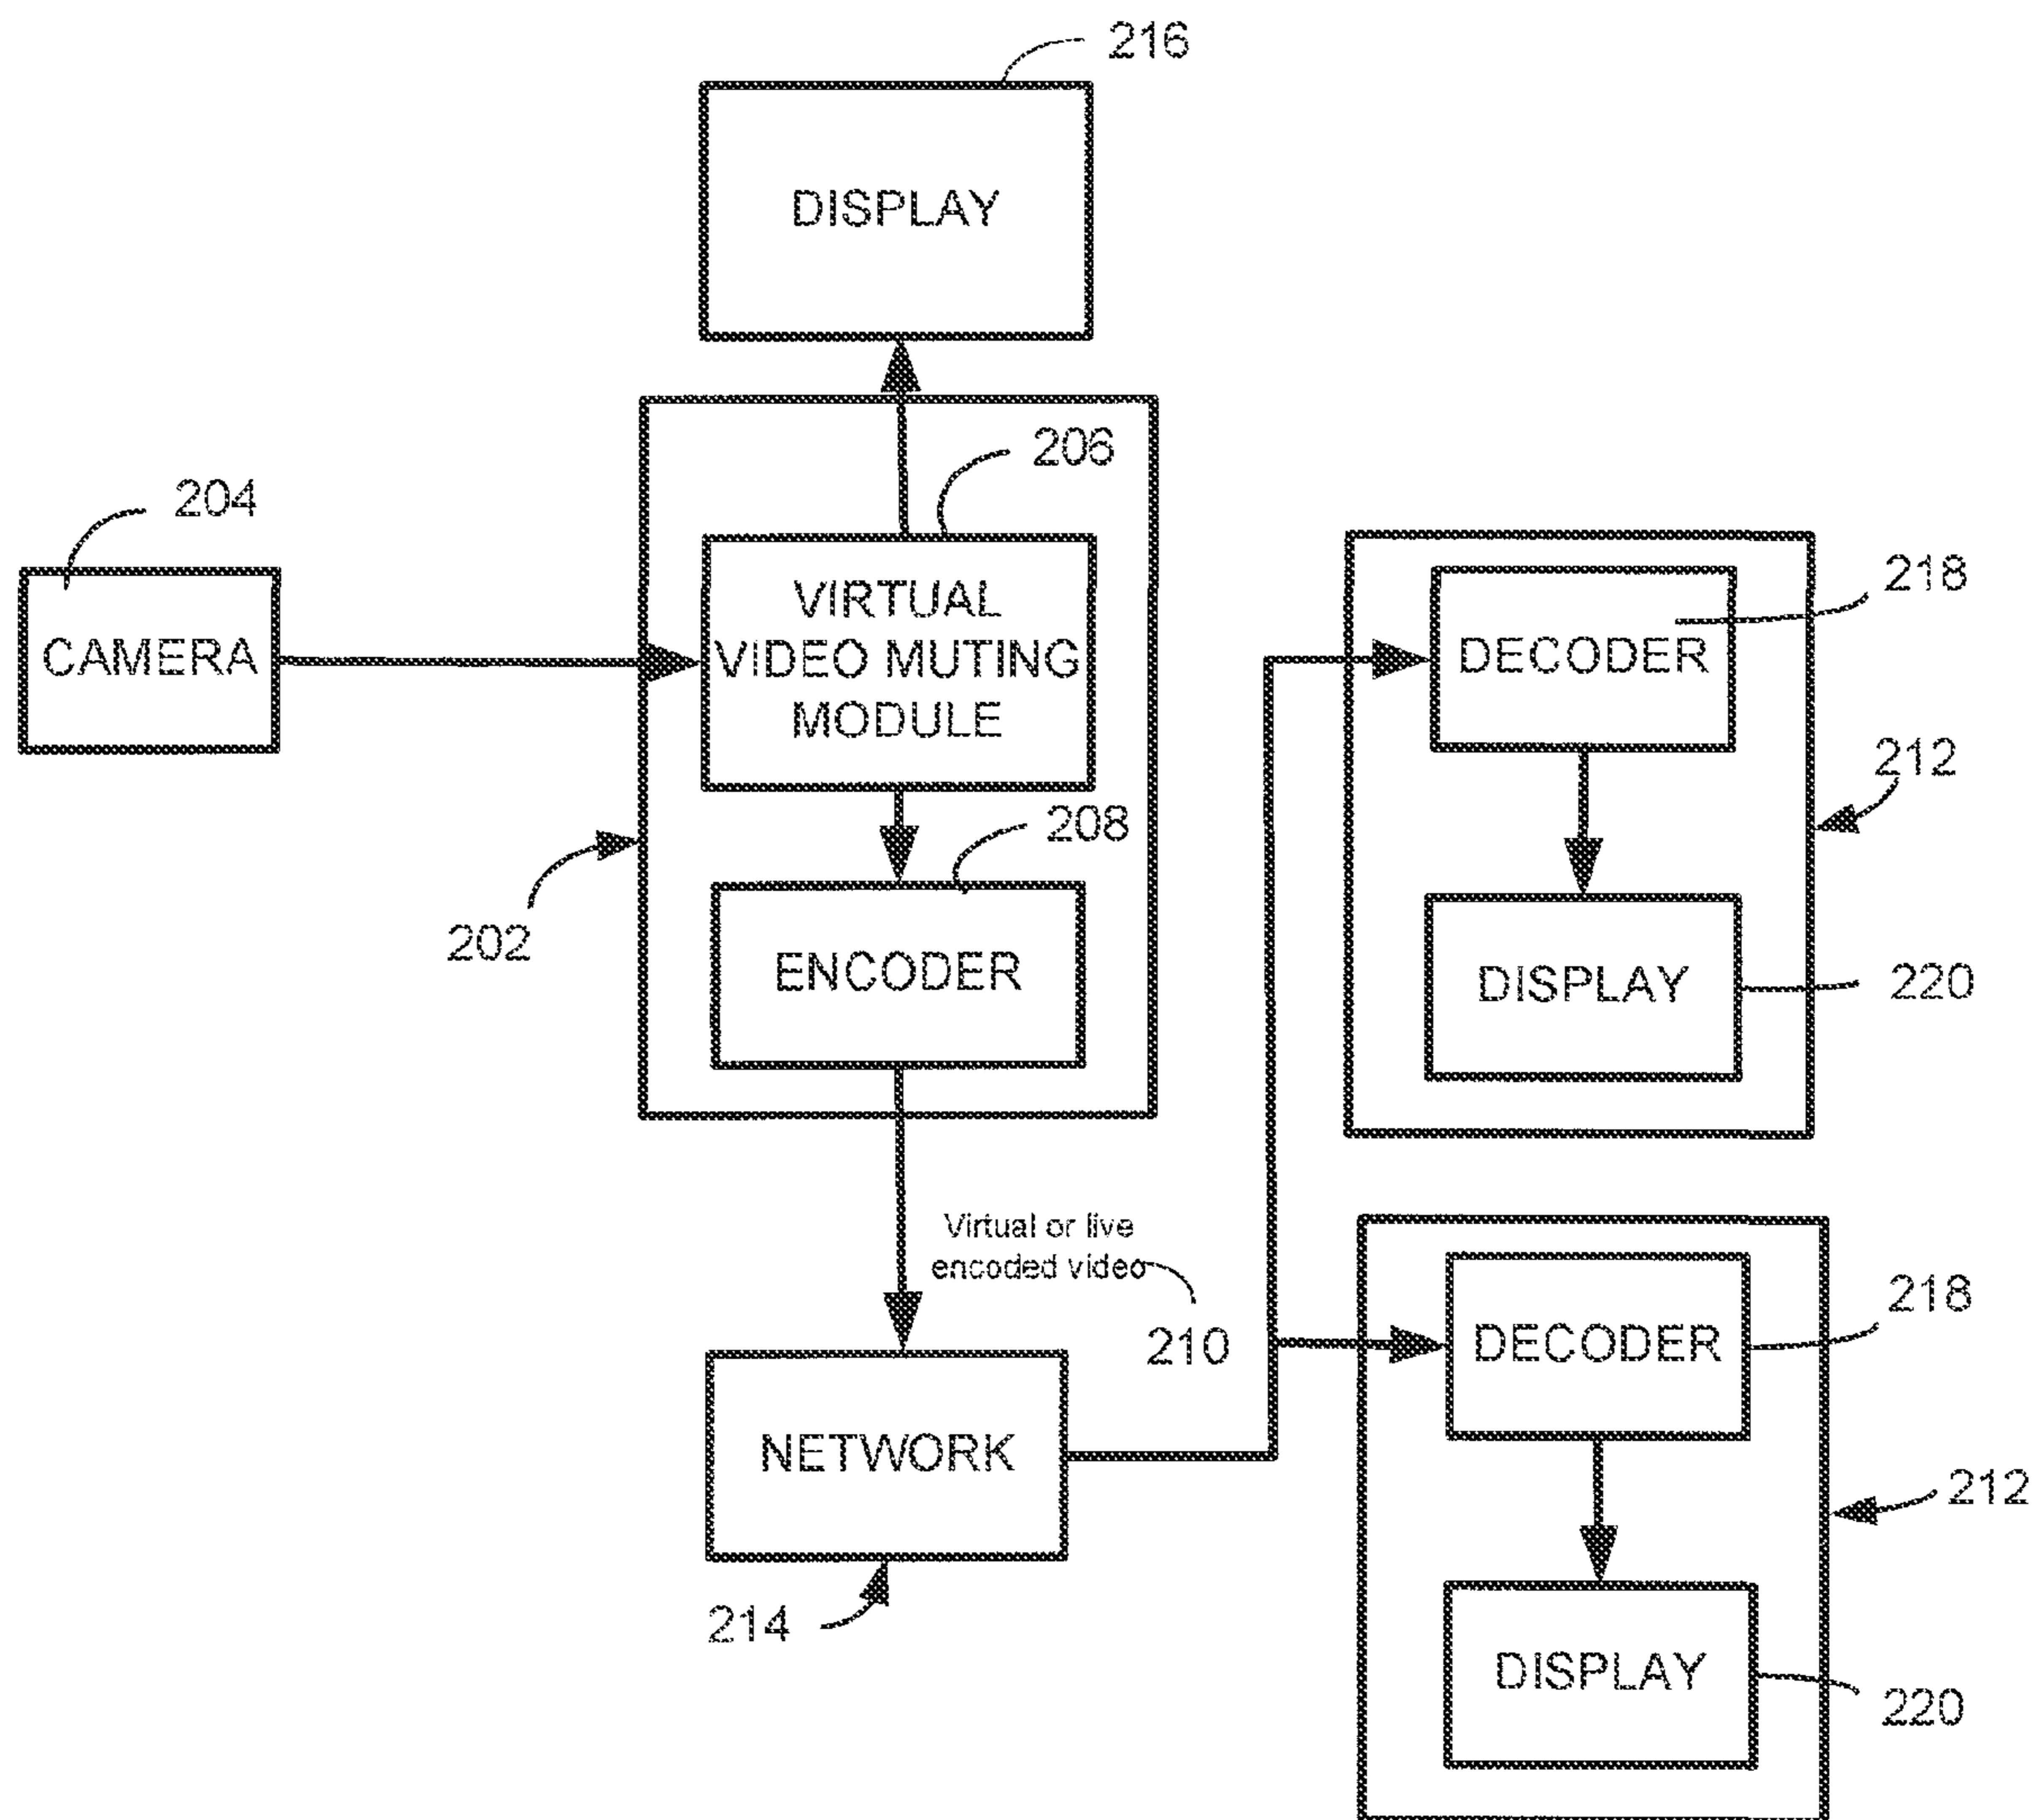 216
DISPLAY
206
204
CAMERA
VIRTUAL
VIDEO MUTING
MODULE
218
DECODER
212
208
202
ENCODER
DISPLAY
220
Virtual or live
encoded video
210
218
DECODER
NETWORK
212
214
DISPLAY
220